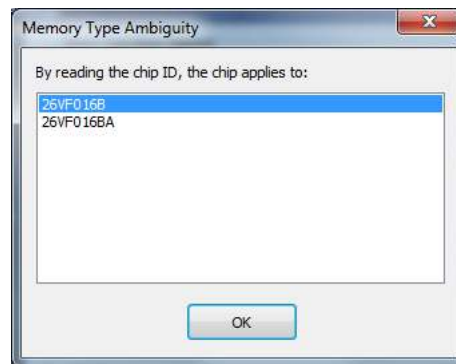 Memory Type Ambiguity
By reading the chip ID, the chip applies to:
26VF016B
26VF016BA
OK